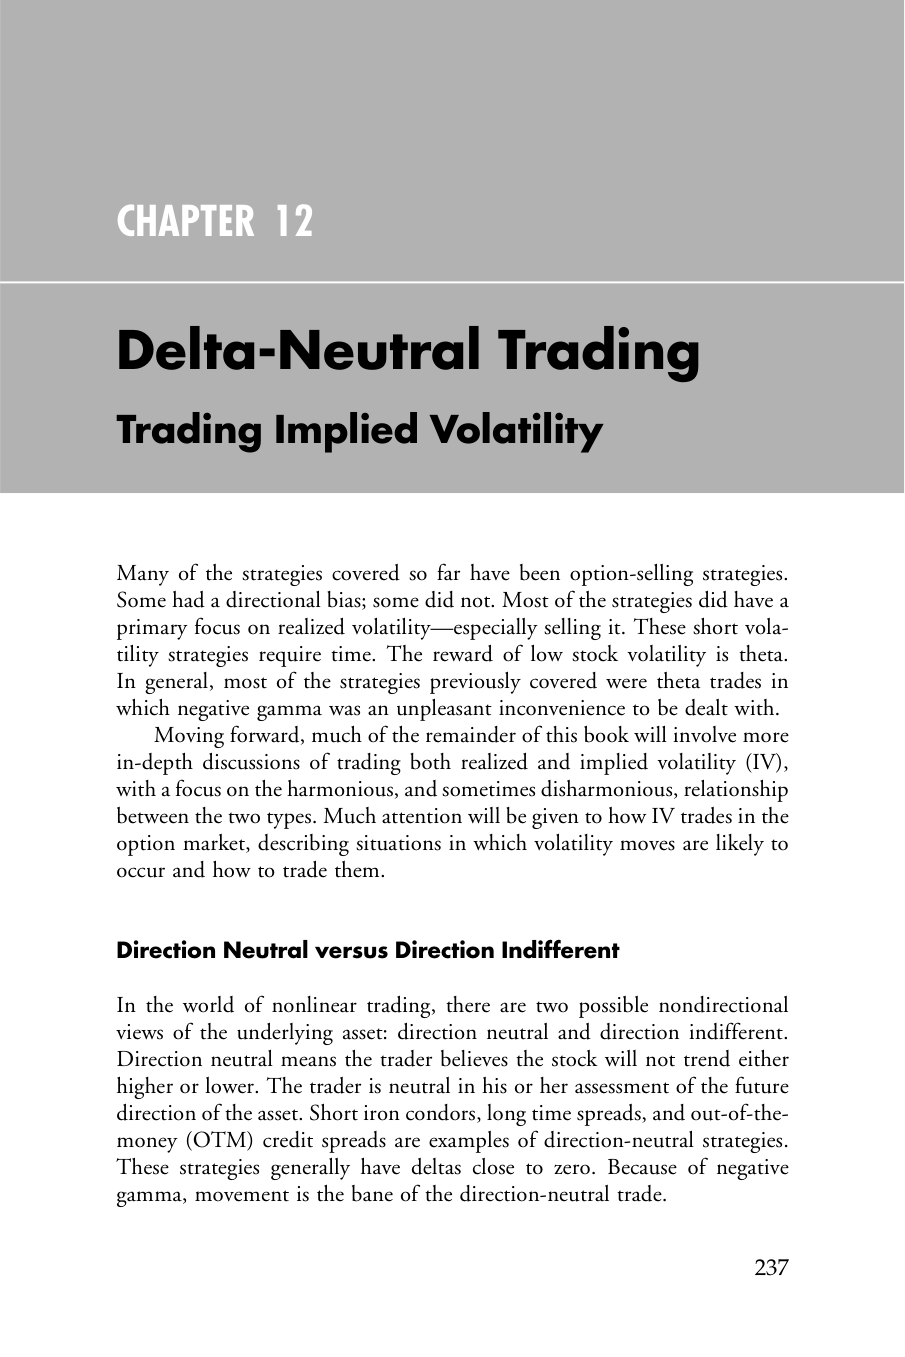 CHAPTER 12
Delta-Neutral Trading
Trading Implied Volatility
Many of the strategies covered so far have been option-selling strategies.
Some had a directional bias; some did not. Most of the strategies did have a
primary focus on realized volatility—especially selling it. These short vola-
tility strategies require time. The reward of low stock volatility is theta.
In general, most of the strategies previously covered were theta trades in
which negative gamma was an unpleasant inconvenience to be dealt with.
Moving forward, much of the remainder of this book will involve more
in-depth discussions of trading both realized and implied volatility (IV),
with a focus on the harmonious, and sometimes disharmonious, relationship
between the two types. Much attention will be given to how IV trades in the
option market, describing situations in which volatility moves are likely to
occur and how to trade them.
Direction Neutral versus Direction Indifferent
In the world of nonlinear trading, there are two possible nondirectional
views of the underlying asset: direction neutral and direction indifferent.
Direction neutral means the trader believes the stock will not trend either
higher or lower. The trader is neutral in his or her assessment of the future
direction of the asset. Short iron condors, long time spreads, and out-of-the-
money (OTM) credit spreads are examples of direction-neutral strategies.
These strategies generally have deltas close to zero. Because of negative
gamma, movement is the bane of the direction-neutral trade.
237